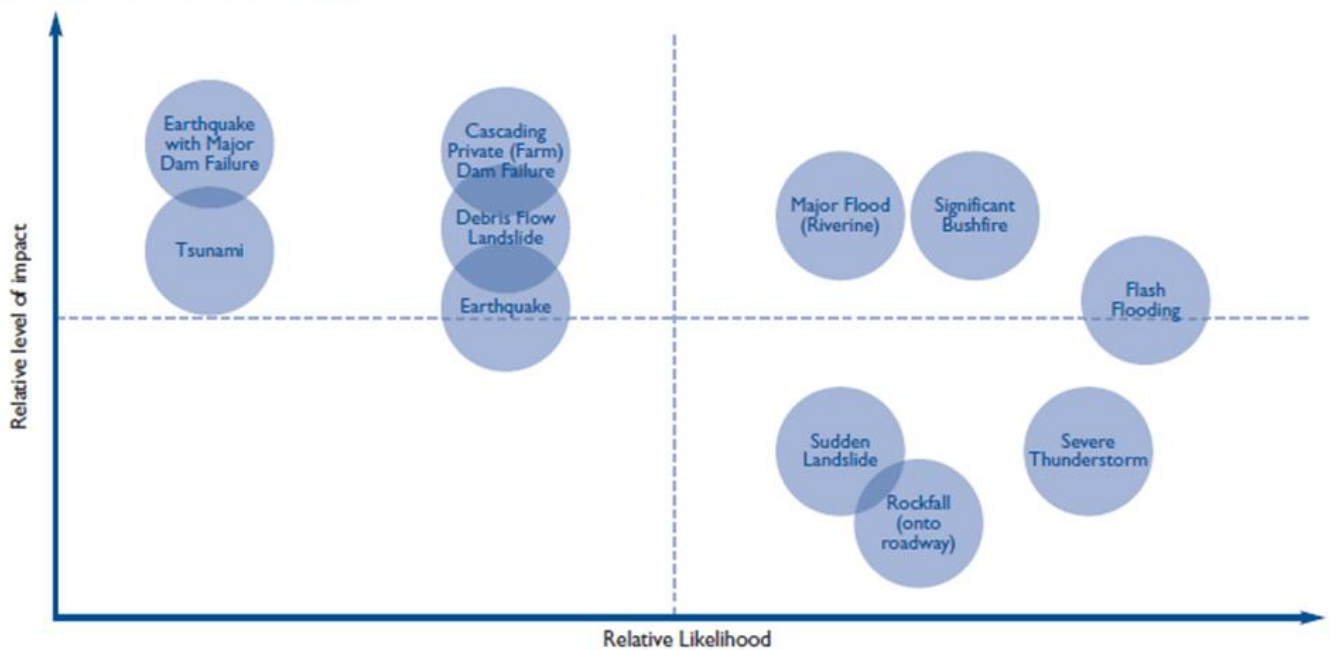 Relative level of impact
Earthquake
with Major
Dam Failure
Tsunami
Cascading
Private (Farm)
Dam Failure
Debris Flow
Landslide
Earthquake
Major Flood
(Riverine)
Significant
Bushfire
Flash
Flooding
Sudden
Landslide
Rockfall
(onto
roadway)
Severe
Thunderstorm
Relative Likelihood